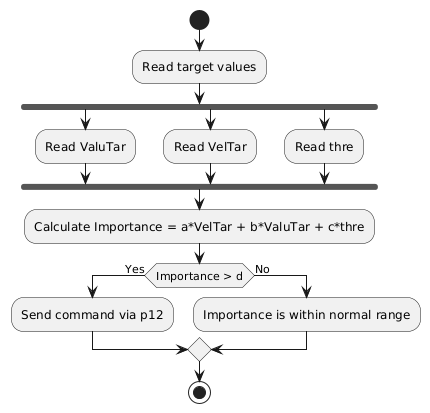 Read target values
Read ValuTar
Read VelTar
Read thre
Calculate Importance = a*VelTar + b*ValuTar + c*thre
Yes
Importance > d
No
Send command via p12
Importance is within normal range